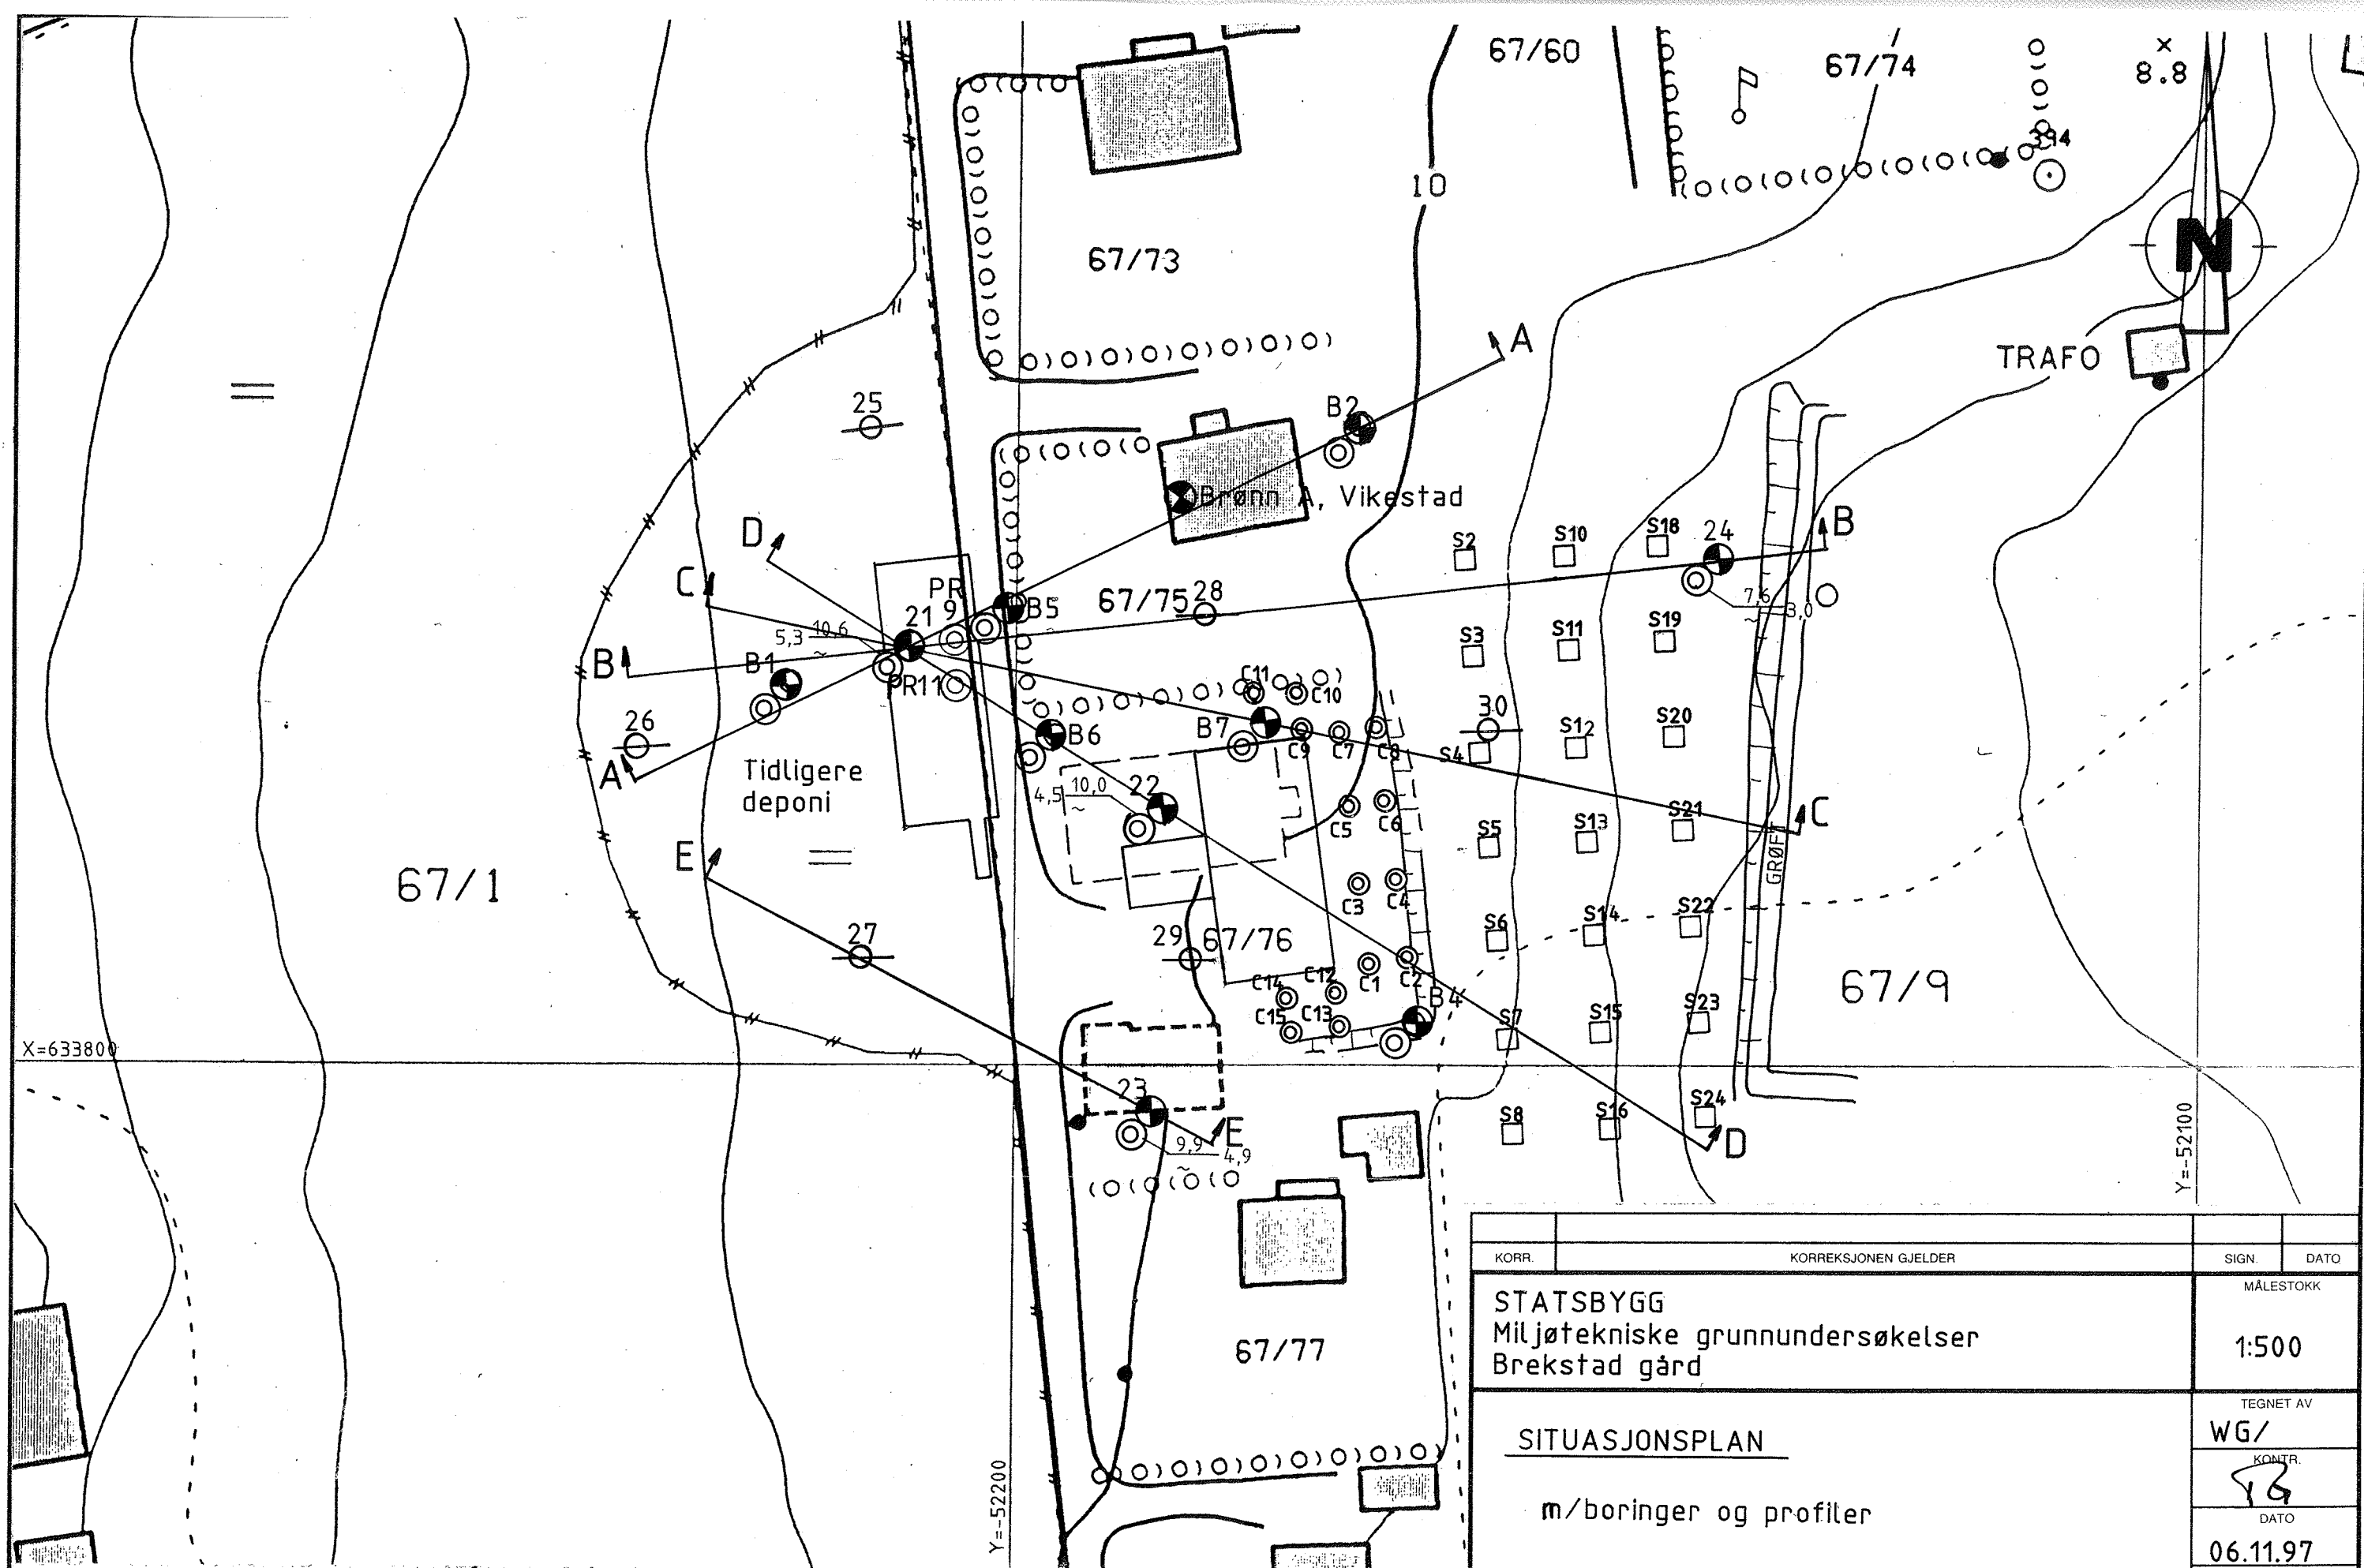 67/60
67/74
8.8
394
10
67/73
N
TRAFO
A
25
B2
Brønn A, Vikestad
D
B
S2
S10
S18
24
C
PR
9
21
B5
67/75
28
7,6
3,0
~
5,3
10,6
~
S3
S11
S19
B
B1
PR11
C11
C10
26
B6
B7
C9
C7
C8
30
S4
S12
S20
A
Tidligere
deponi
4,5
10,0
~
22
C5
C6
S5
S13
S21
C
GRØFT
E
67/1
C3
C4
27
29
67/76
S6
S14
S22
C14
C12
C1
C2
B4
67/9
C15
C13
S7
S15
S23
X=633800
23
E
9,9
4,9
~
S8
S16
S24
D
Y=-52100
67/77
Y=-52200
KORR.
KORREKSJONEN GJELDER
SIGN.
DATO
STATSBYGG
Miljøtekniske grunnundersøkelser
Brekstad gård
MÅLESTOKK
1:500
SITUASJONSPLAN
m/boringer og profiler
TEGNET AV
WG/
KONTR.
DATO
06.11.97